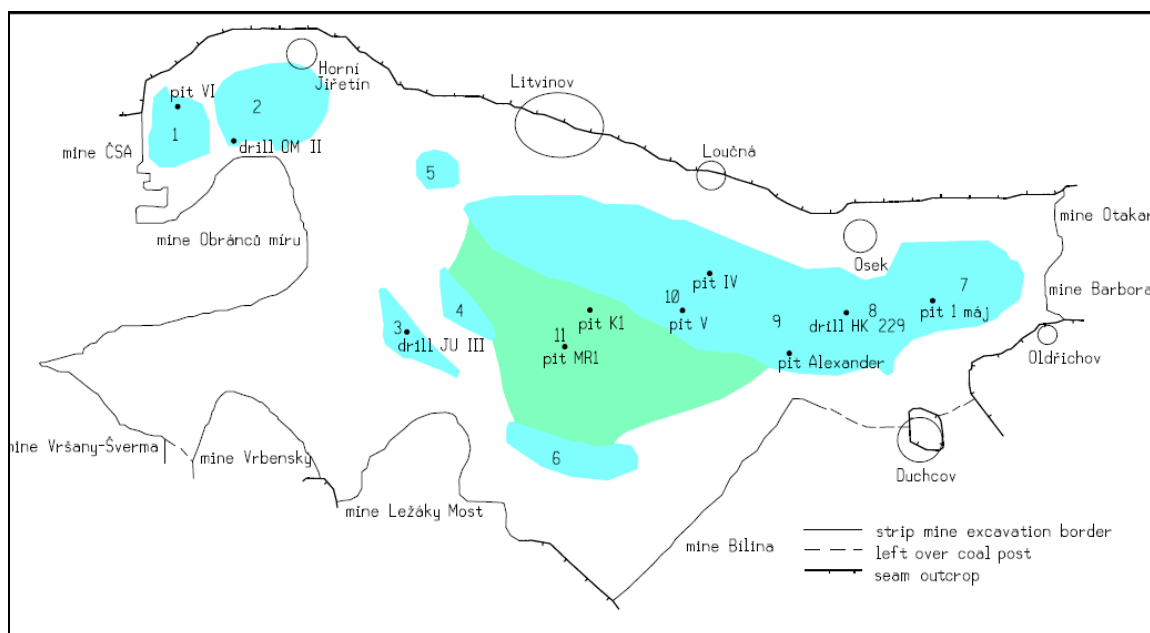 Horní
Jiřetín
Litvinov
pit VI
2
1
drill OM II
mine ČSA
Loučná
5
mine Otakar
mine Obránců míru
Osek
pit IV
7
mine Barbora
10
4
pit K1
pit V
9
8
pit 1 máj
drill HK 229
3
drill JU III
11
pit MR1
pit Alexander
Oldřichov
mine Vršany-Šverma
mine Vrbenský
6
Duchcov
mine Ležáky Most
mine Bílina
strip mine excavation border
left over coal post
seam outcrop